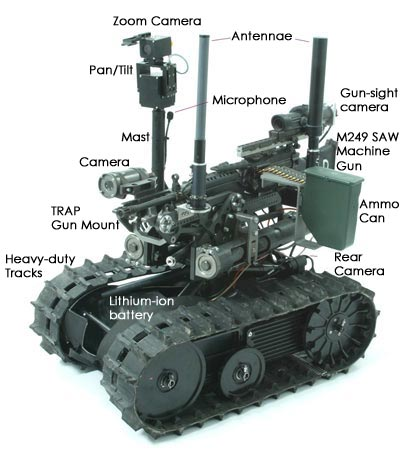 Zoom Camera
Antennae
Pan/Tilt
Gun-sight
camera
Microphone
Mast
M249 SAW
Machine
Gun
Camera
TRAP
Gun Mount
Ammo
Can
Heavy-duty
Tracks
Rear
Camera
Lithium-ion
battery